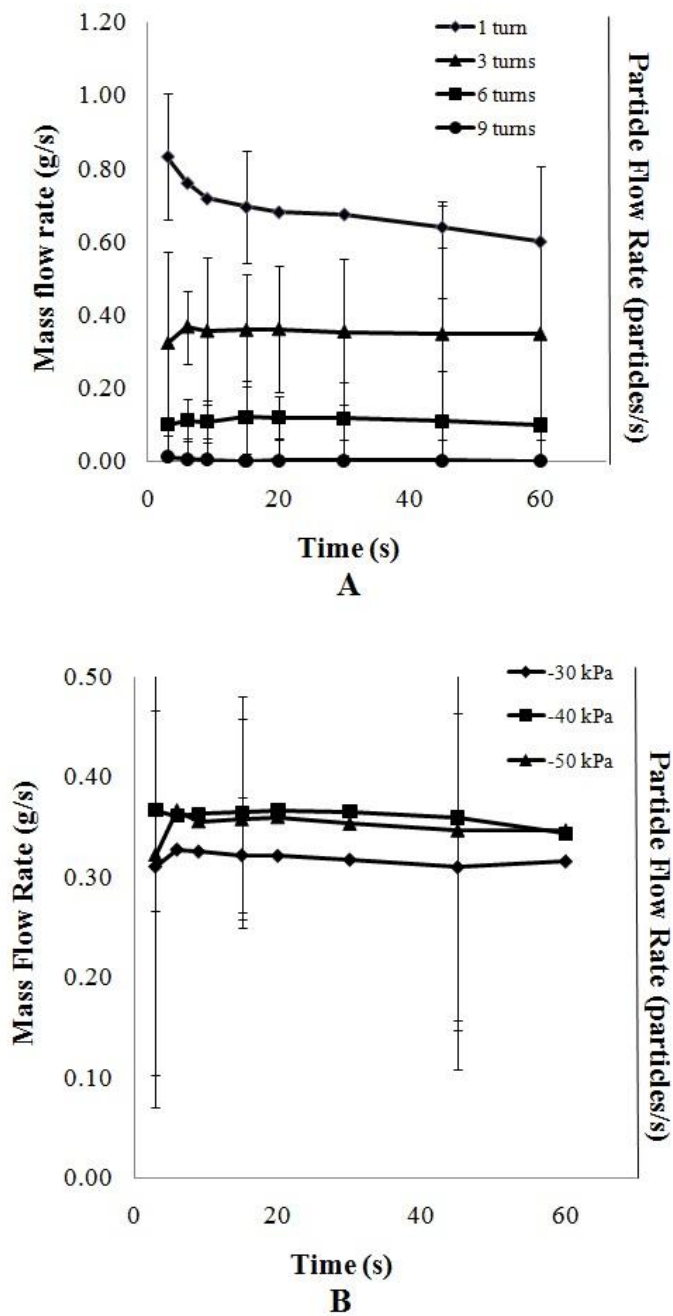 1.20
1.00
0.80
0.60
0.40
0.20
0.00
Mass flow rate (g/s)
1 turn
3 turns
6 turns
9 turns
Particle Flow Rate (particles/s)
0 20 40 60
Time (s)
A
0.50
0.40
0.30
0.20
0.10
0.00
Mass Flow Rate (g/s)
-30 kPa
-40 kPa
-50 kPa
Particle Flow Rate (particles/s)
0 20 40 60
Time (s)
B